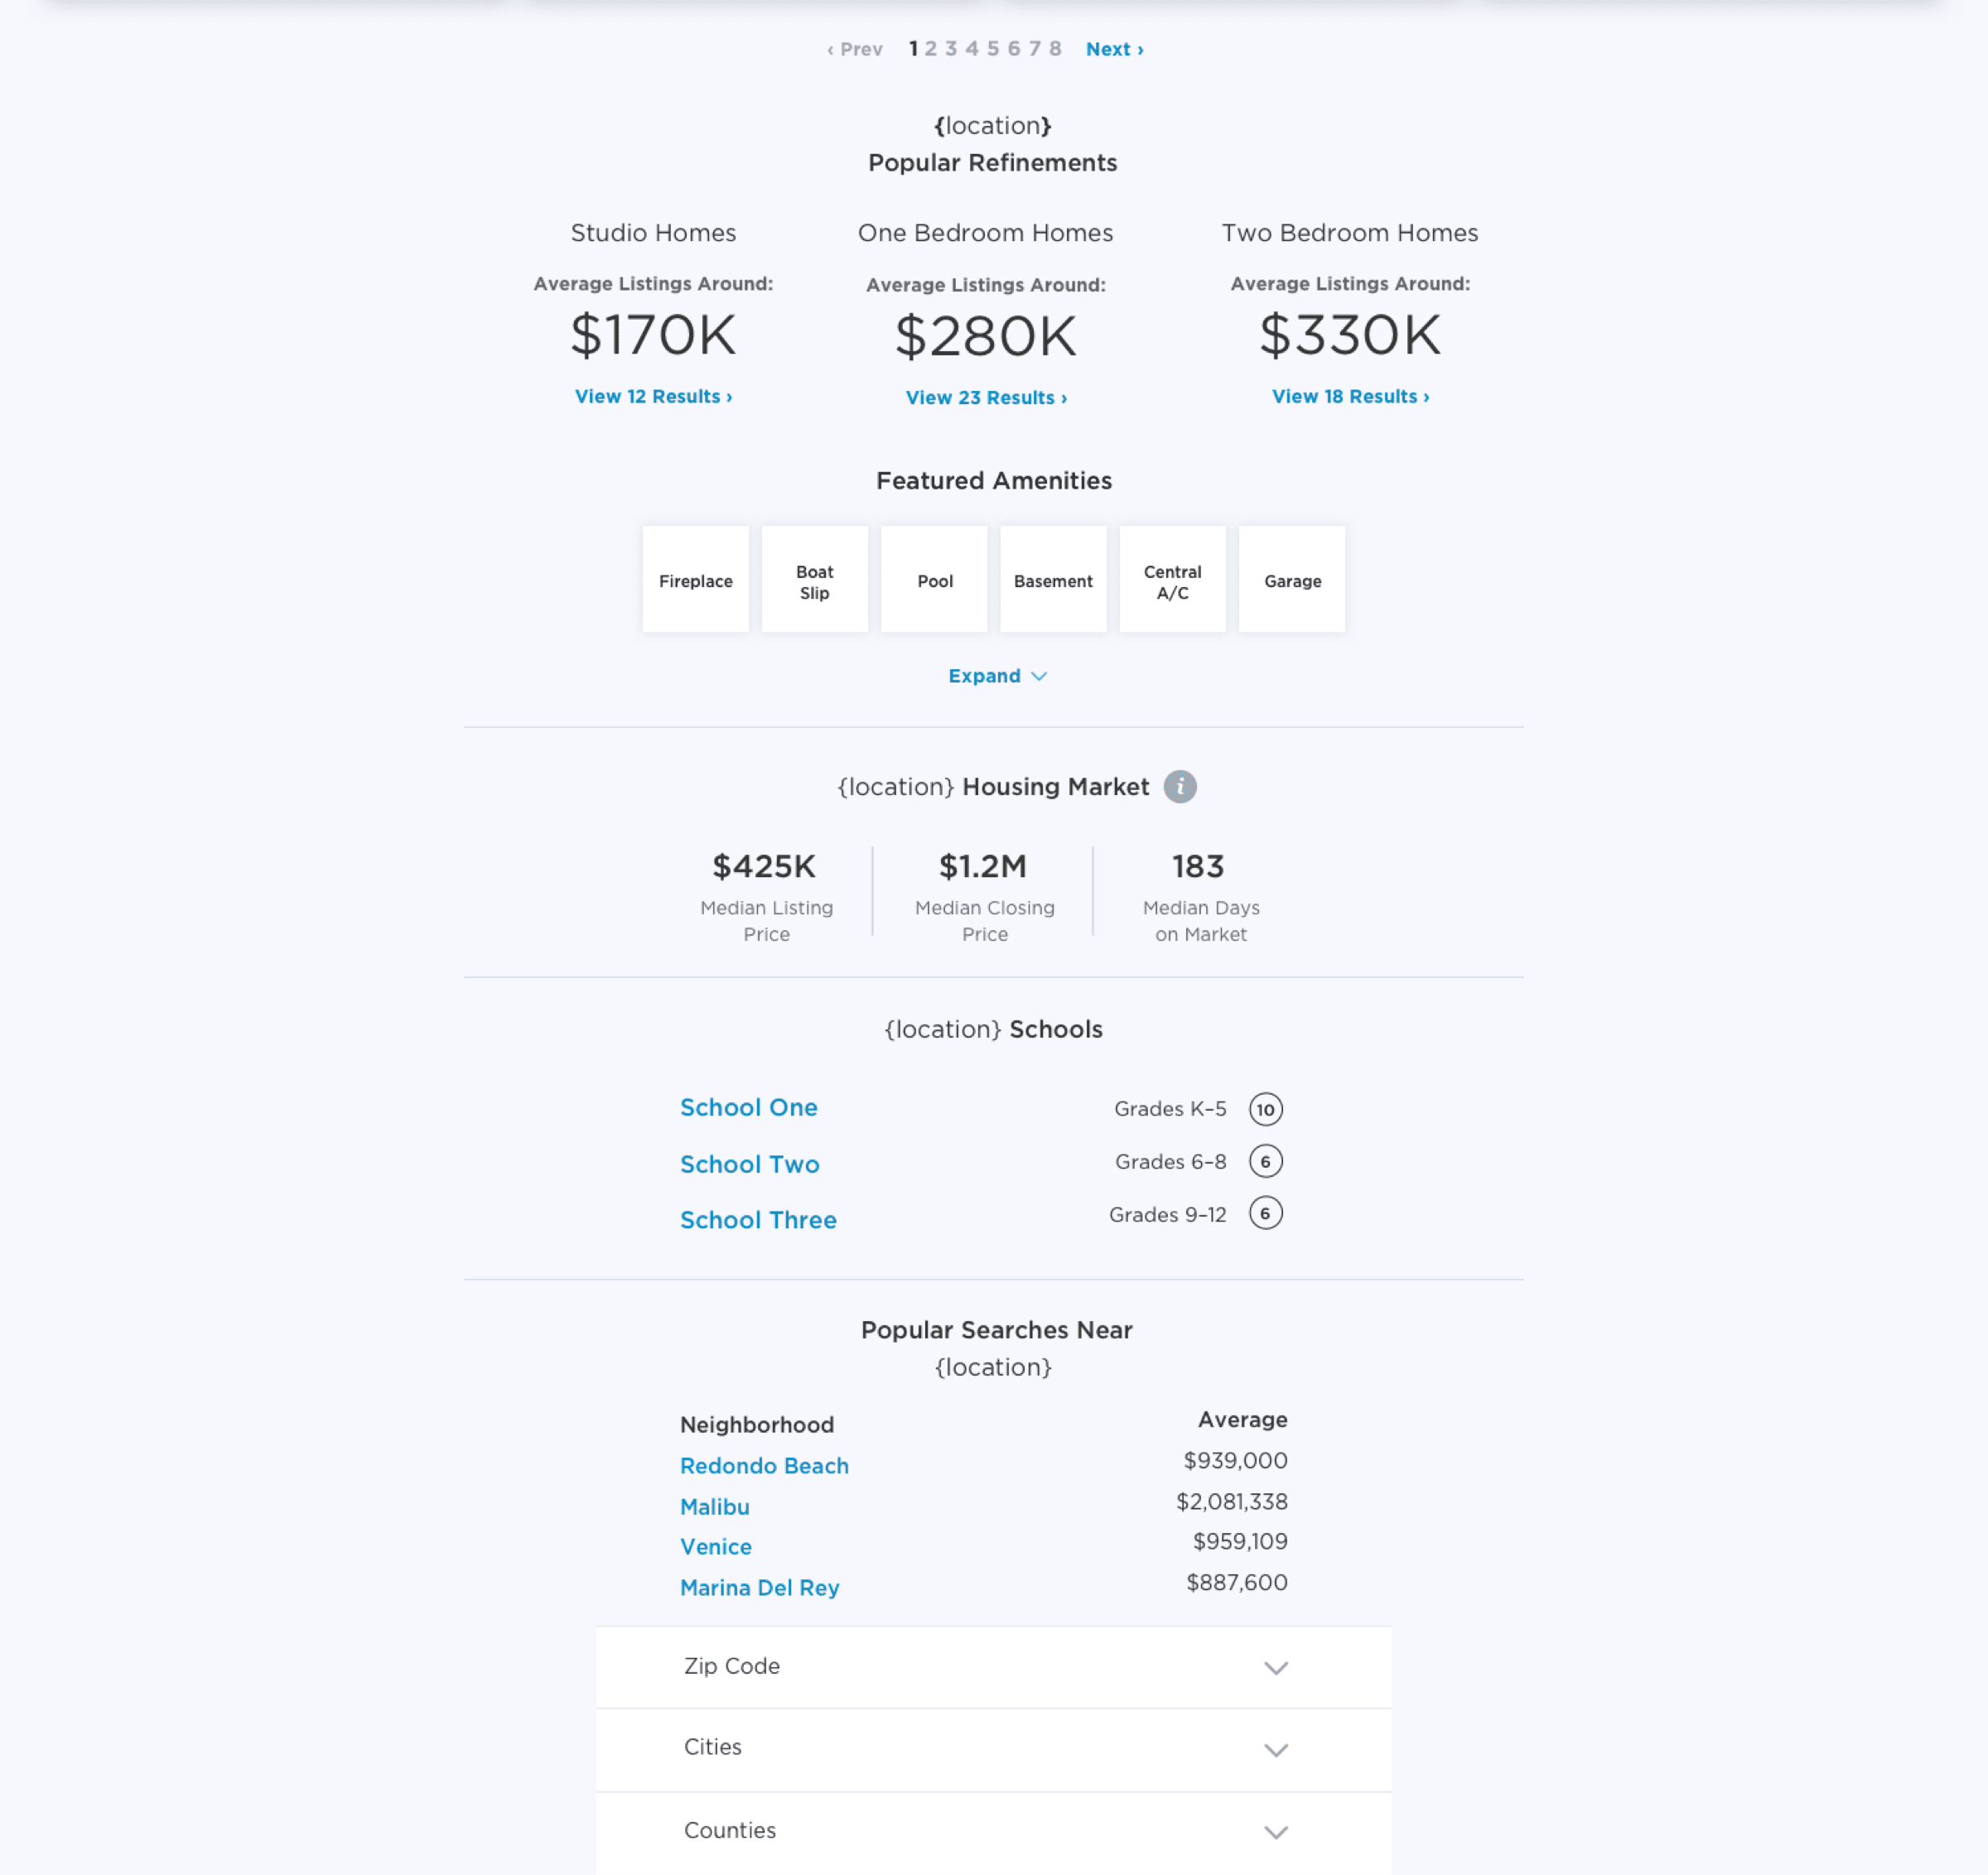 ‹ Prev 1 2 3 4 5 6 7 8 Next ›
{location}
Popular Refinements
Studio Homes
Average Listings Around:
$170K
View 12 Results ›
One Bedroom Homes
Average Listings Around:
$280K
View 23 Results ›
Two Bedroom Homes
Average Listings Around:
$330K
View 18 Results ›
Featured Amenities
Fireplace
Boat
Slip
Pool
Basement
Central
A/C
Garage
Expand
{location} Housing Market i
$425K
Median Listing
Price
$1.2M
Median Closing
Price
183
Median Days
on Market
{location} Schools
School One Grades K–5 10
School Two Grades 6–8 6
School Three Grades 9–12 6
Popular Searches Near
{location}
Neighborhood Average
Redondo Beach $939,000
Malibu $2,081,338
Venice $959,109
Marina Del Rey $887,600
Zip Code
Cities
Counties